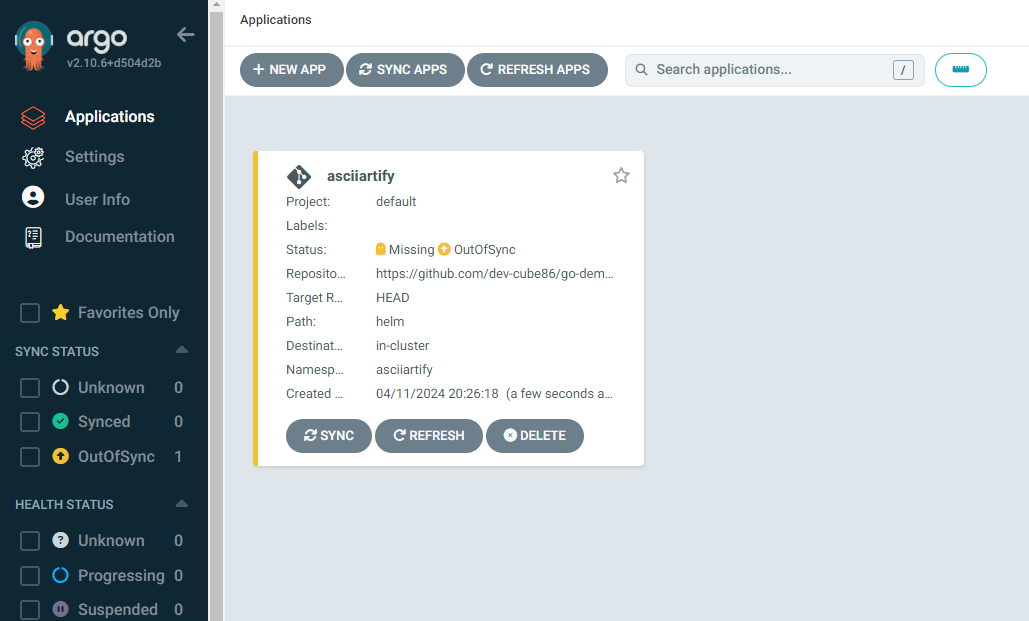 argo
v2.10.6+d504d2b
Applications
Settings
User Info
Documentation
Favorites Only
SYNC STATUS
Unknown 0
Synced 0
OutOfSync 1
HEALTH STATUS
Unknown 0
Progressing 0
Suspended 0
Applications
+ NEW APP SYNC APPS REFRESH APPS Search applications... /
asciiartify
Project: default
Labels:
Status: Missing OutOfSync
Reposito... https://github.com/dev-cube86/go-dem...
Target R... HEAD
Path: helm
Destinat... in-cluster
Namesp... asciiartify
Created ... 04/11/2024 20:26:18 (a few seconds a...
SYNC REFRESH DELETE